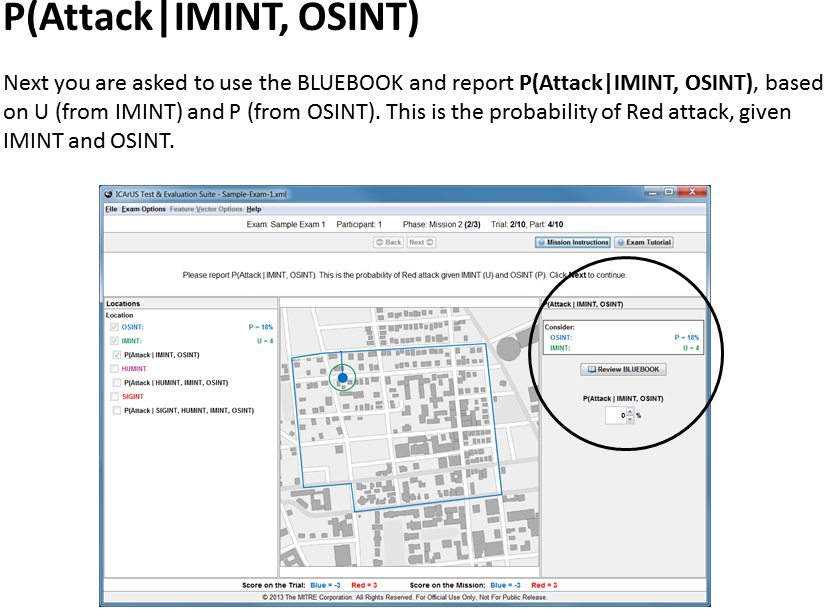 P(Attack|IMINT, OSINT)
Next you are asked to use the BLUEBOOK and report P(Attack|IMINT, OSINT), based
on U (from IMINT) and P (from OSINT). This is the probability of Red attack, given
IMINT and OSINT.
ICArUS Test & Evaluation Suite - Sample-Exam-1.xml
File Exam Options Feature Vector Options Help
Exam: Sample Exam 1 Participant: 1 Phase: Mission 2 (2/3) Trial: 2/10, Part: 4/10
Back Next Mission Instructions Exam Tutorial
Please report P(Attack | IMINT, OSINT). This is the probability of Red attack given IMINT (U) and OSINT (P). Click Next to continue.
Locations
Location
OSINT: P = 18%
IMINT: U = 4
P(Attack | IMINT, OSINT)
HUMINT
P(Attack | HUMINT, IMINT, OSINT)
SIGINT
P(Attack | SIGINT, HUMINT, IMINT, OSINT)
P(Attack | IMINT, OSINT)
Consider:
OSINT: P = 18%
IMINT: U = 4
Review BLUEBOOK
P(Attack | IMINT, OSINT)
0 %
Score on the Trial: Blue = -3 Red = 3 Score on the Mission: Blue = -3 Red = 3
© 2013 The MITRE Corporation. All Rights Reserved. For Official Use Only, Not For Public Release.